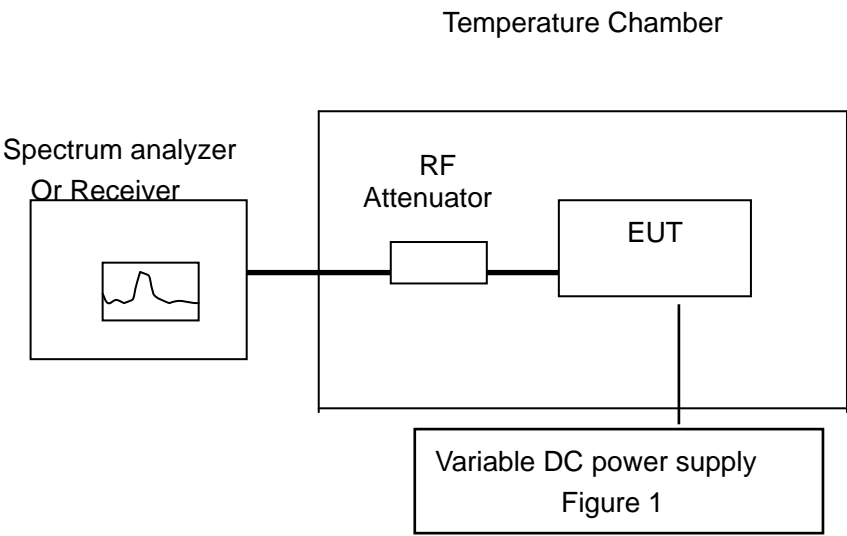 Temperature Chamber
Spectrum analyzer
Or Receiver
RF
Attenuator
EUT
Variable DC power supply
Figure 1